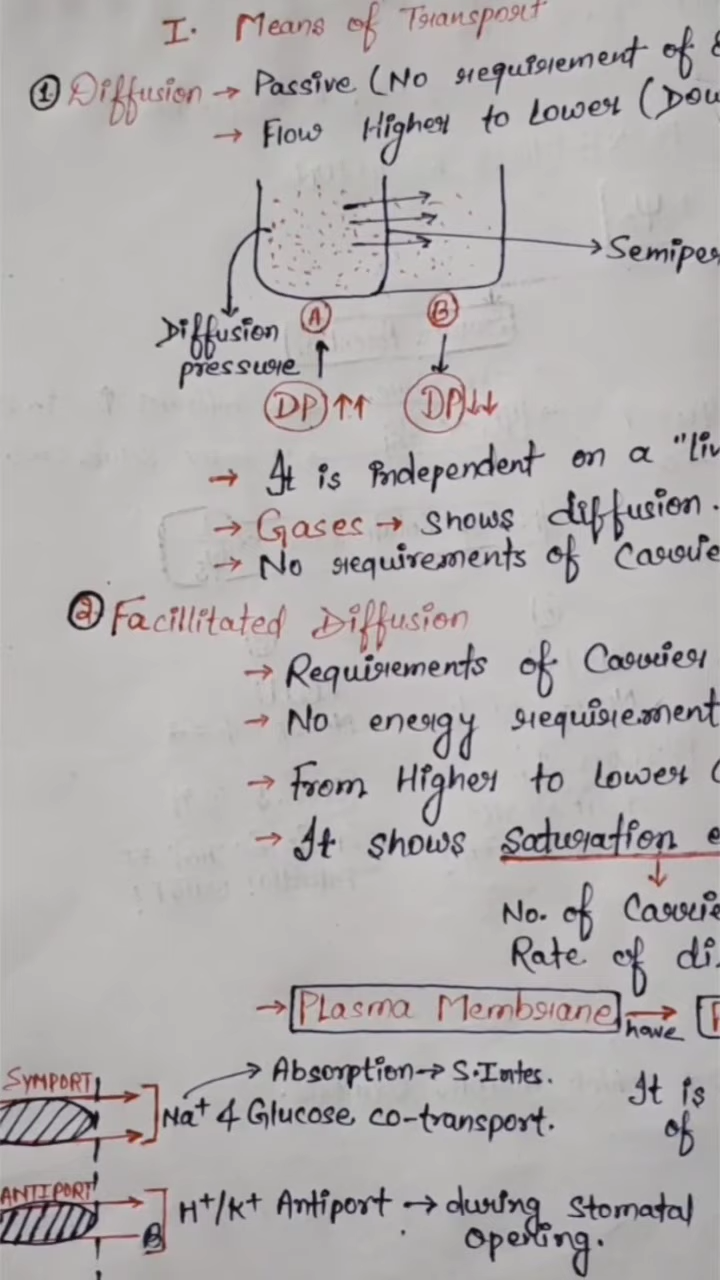 I. Means of Transport
① Diffusion → Passive (No requirement of
→ Flow Higher to Lower (Dow
→ Semiper
Diffusion pressure
A B
DP ↑↑ DP ↓↓
→ It is independent on a "liv
→ Gases → shows diffusion.
→ No requirements of Carrie
② Facillitated Diffusion
→ Requirements of Carrier
→ No energy requirement
→ From Higher to Lower (
→ It shows Saturation e
↓
No. of Carrie
Rate of di
→ Plasma Membrane → have
SYMPORT
→ Absorption → S.Intes.
Na+ & Glucose co-transport.
It is
of
ANTIPORT
B
H+/K+ Antiport → during stomatal
opening.